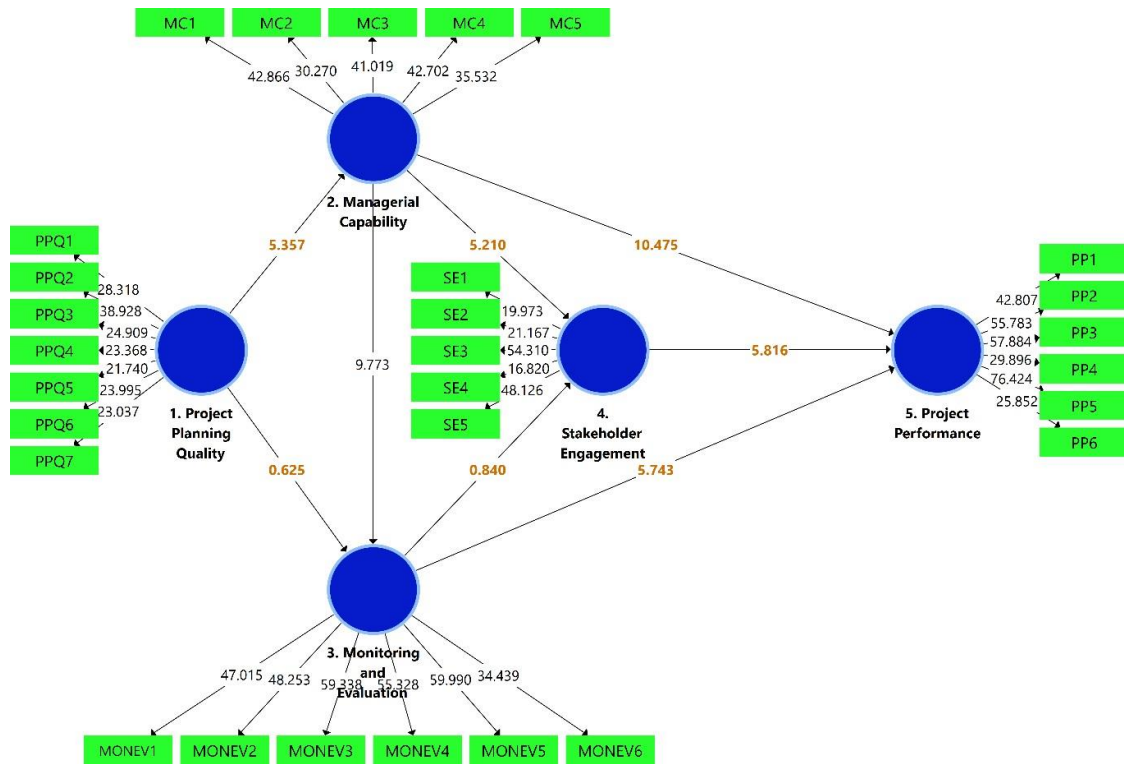 MC1 MC2 MC3 MC4 MC5
42.866 30.270 41.019 42.702 35.532
2. Managerial
Capability
PPQ1
PPQ2
PPQ3
PPQ4
PPQ5
PPQ6
PPQ7
28.318
38.928
24.909
23.368
21.740
23.995
23.037
1. Project
Planning
Quality
5.357
5.210
10.475
9.773
0.625
0.840
5.816
5.743
SE1
SE2
SE3
SE4
SE5
19.973
21.167
54.310
16.820
48.126
4.
Stakeholder
Engagement
5. Project
Performance
42.807
55.783
57.884
29.896
76.424
25.852
PP1
PP2
PP3
PP4
PP5
PP6
3. Monitoring
and
Evaluation
47.015 48.253 59.338 55.328 59.990 34.439
MONEV1 MONEV2 MONEV3 MONEV4 MONEV5 MONEV6